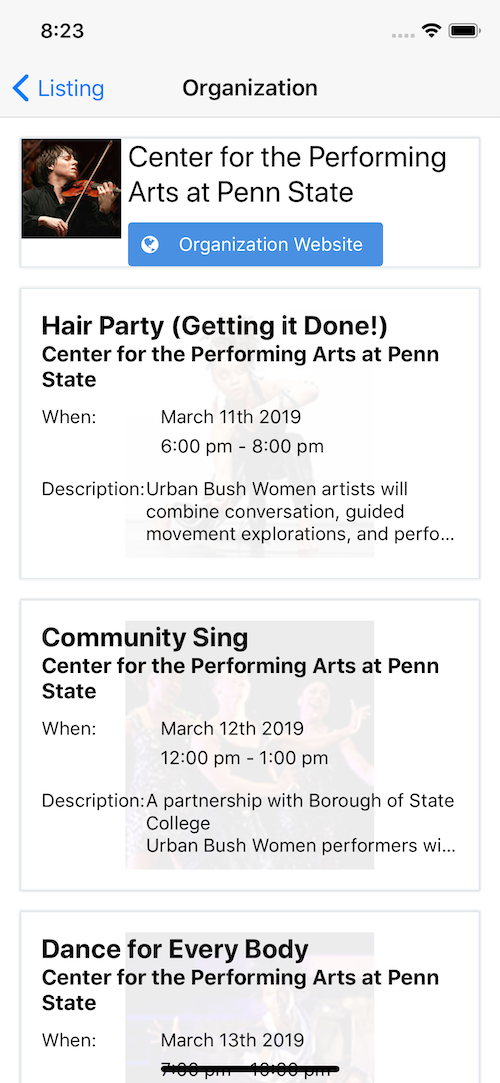 8:23
Listing
Organization
Center for the Performing
Arts at Penn State
Organization Website
Hair Party (Getting it Done!)
Center for the Performing Arts at Penn
State
When:
March 11th 2019
6:00 pm - 8:00 pm
Description:Urban Bush Women artists will
combine conversation, guided
movement explorations, and perfo...
Community Sing
Center for the Performing Arts at Penn
State
When:
March 12th 2019
12:00 pm - 1:00 pm
Description:A partnership with Borough of State
College
Urban Bush Women performers wi...
Dance for Every Body
Center for the Performing Arts at Penn
State
When:
March 13th 2019